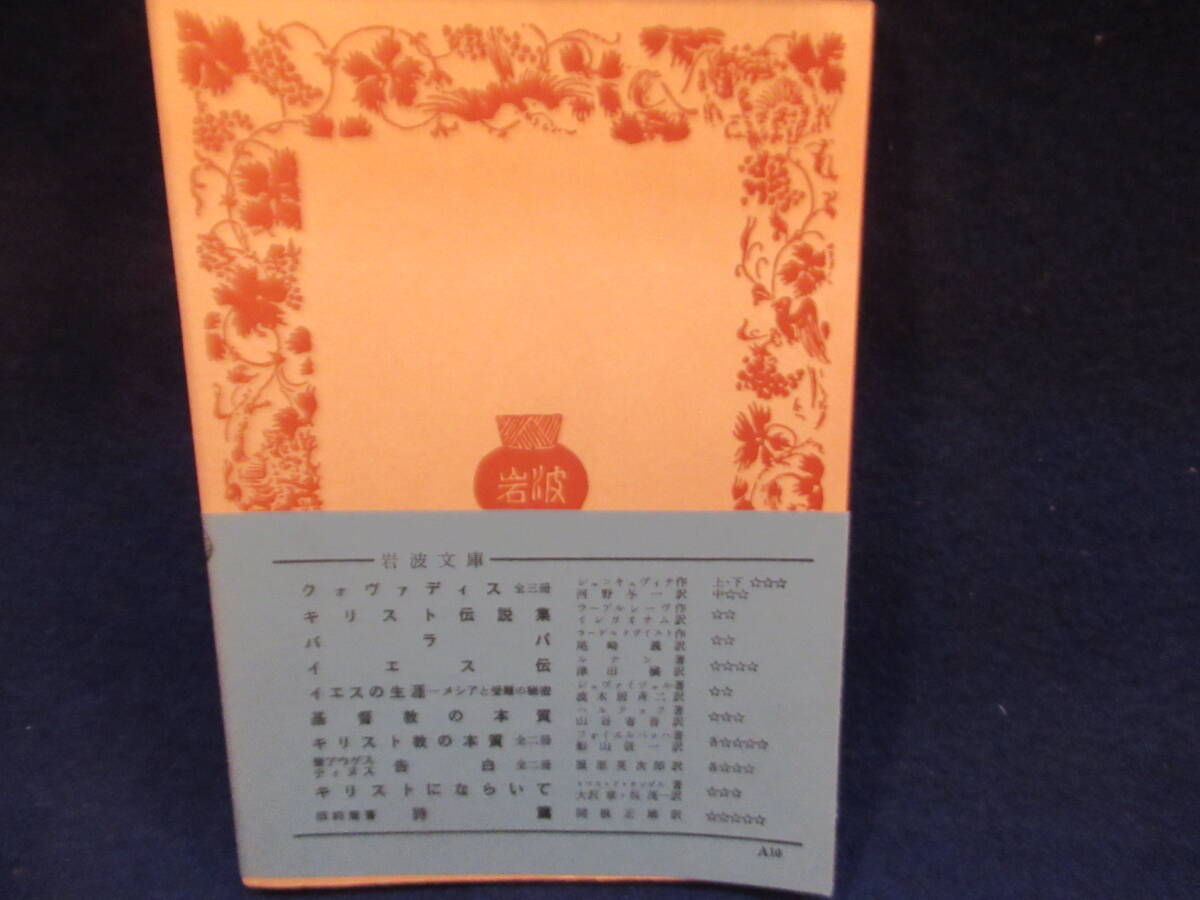 岩波
岩波文庫
クォヴァディス 全三冊 シェンキェヴィチ作 河野与一訳 上・下 ☆☆☆ 中☆☆
キリスト伝説集 ラーゲルレーヴ作 イシガオサム訳 ☆☆
バラバ ラーゲルクヴィスト作 尾崎義訳 ☆☆
イエス伝 ルナン著 津田穣訳 ☆☆☆☆
イエスの生涯―メシアと受難の秘密 シュヴァイツェル著 波木居斉二訳 ☆☆
基督教の本質 ハルナック著 山谷省吾訳 ☆☆☆
キリスト教の本質 全二冊 フォイエルバッハ著 船山信一訳 各☆☆☆☆☆
聖アウグスティヌス 告白 全二冊 服部英次郎訳 各☆☆☆☆
キリストにならいて トマス・ア・ケンピス著 大沢章・呉茂一訳 ☆☆☆
旧約聖書 詩篇 関根正雄訳 ☆☆☆☆☆
A10